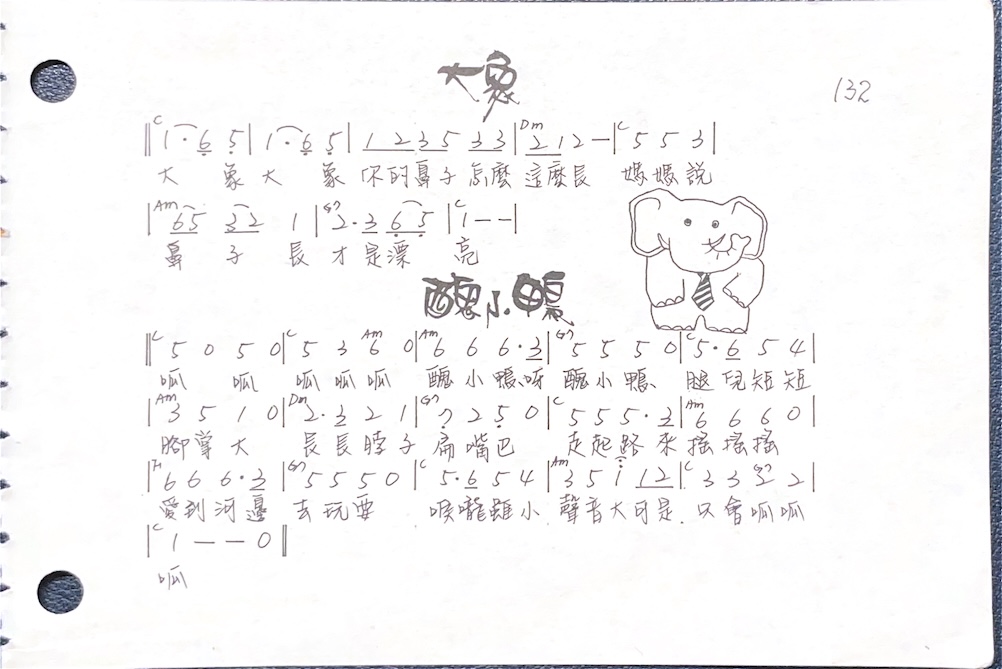 大象
132
C Dm C
‖1·6 5|1·6 5|1 2 3 5 3 3|2 1 2 —|5 5 3|
大 象 大 象 你的鼻子怎麼這麼長 媽媽說
Am G7 C
|65 32 1|2·3 6 5|1 — —|
鼻 子 長 才是漂 亮
醜小鴨
C C Am Am G7 C
‖5 0 5 0|5 3 6 0|6 6 6·3|5 5 5 0|5·6 5 4|
呱 呱 呱呱呱 醜小鴨呀 醜小鴨 腿兒短短
Am Dm G7 C Am
|3 5 1 0|2·3 2 1|7 2 5 0|5 5 5·3|6 6 6 0|
腳掌大 長長脖子 扁嘴巴 走起路來 搖搖搖
G7 C Am C G7
|6 6 6·3|5 5 5 0|5·6 5 4|3 5 1 1 2|3 3 2 2|
愛到河邊 去玩耍 喉嚨雖小 聲音大可是 只會呱呱
C
|1 — — 0‖
呱